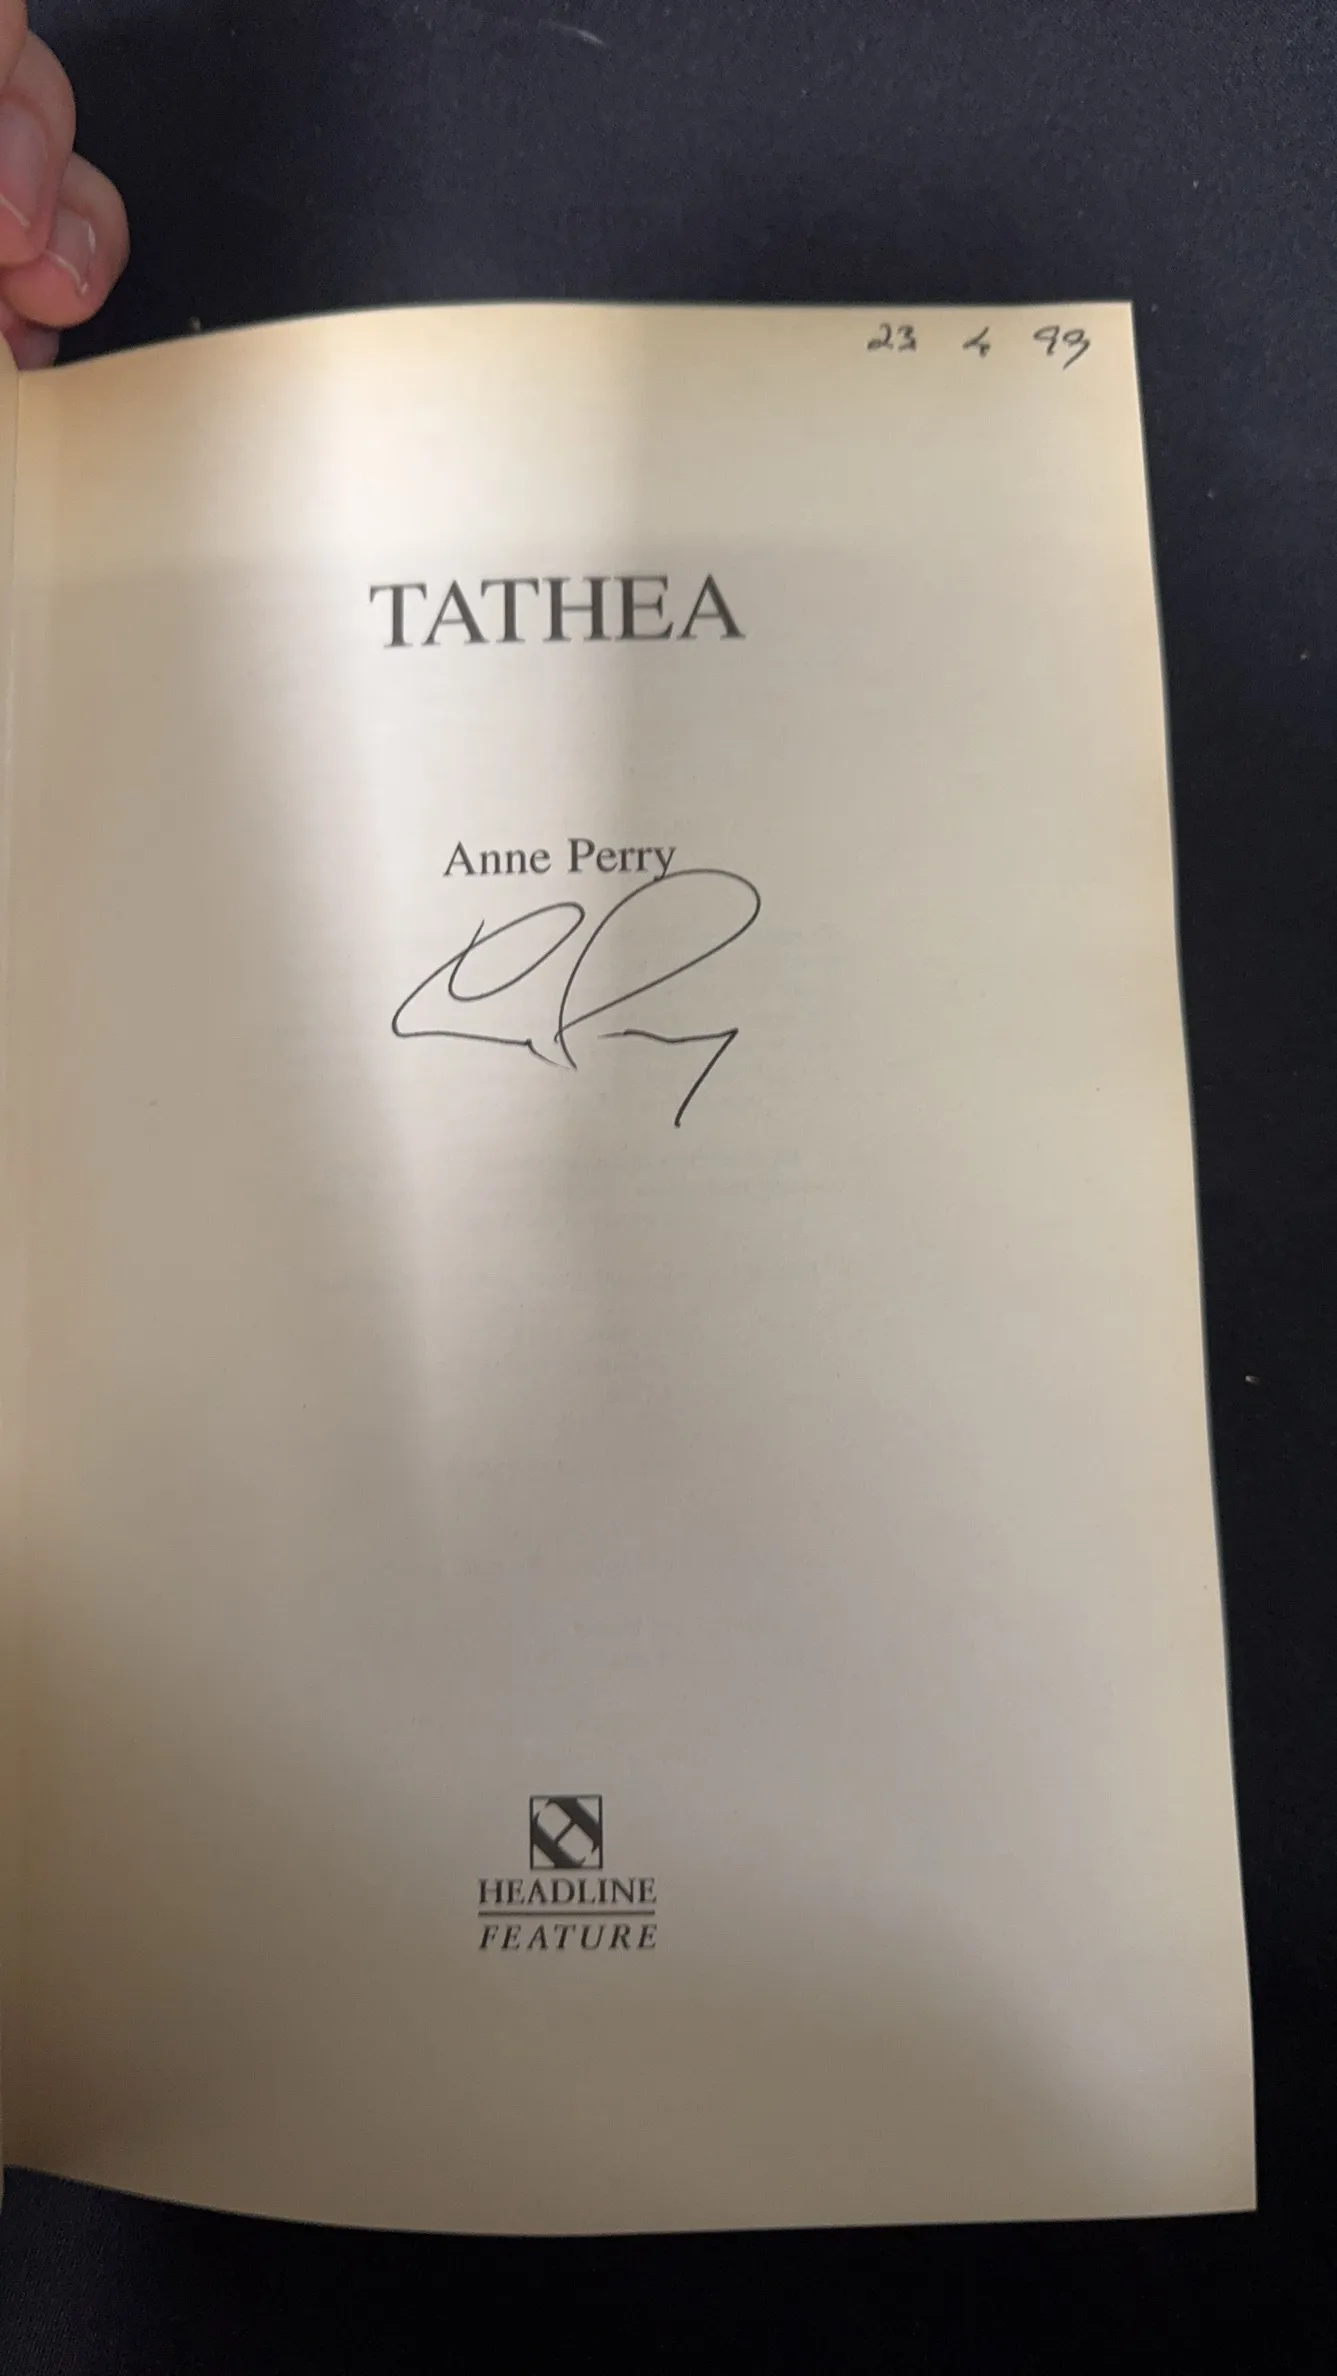 23 4 99
TATHEA
Anne Perry
HEADLINE
FEATURE